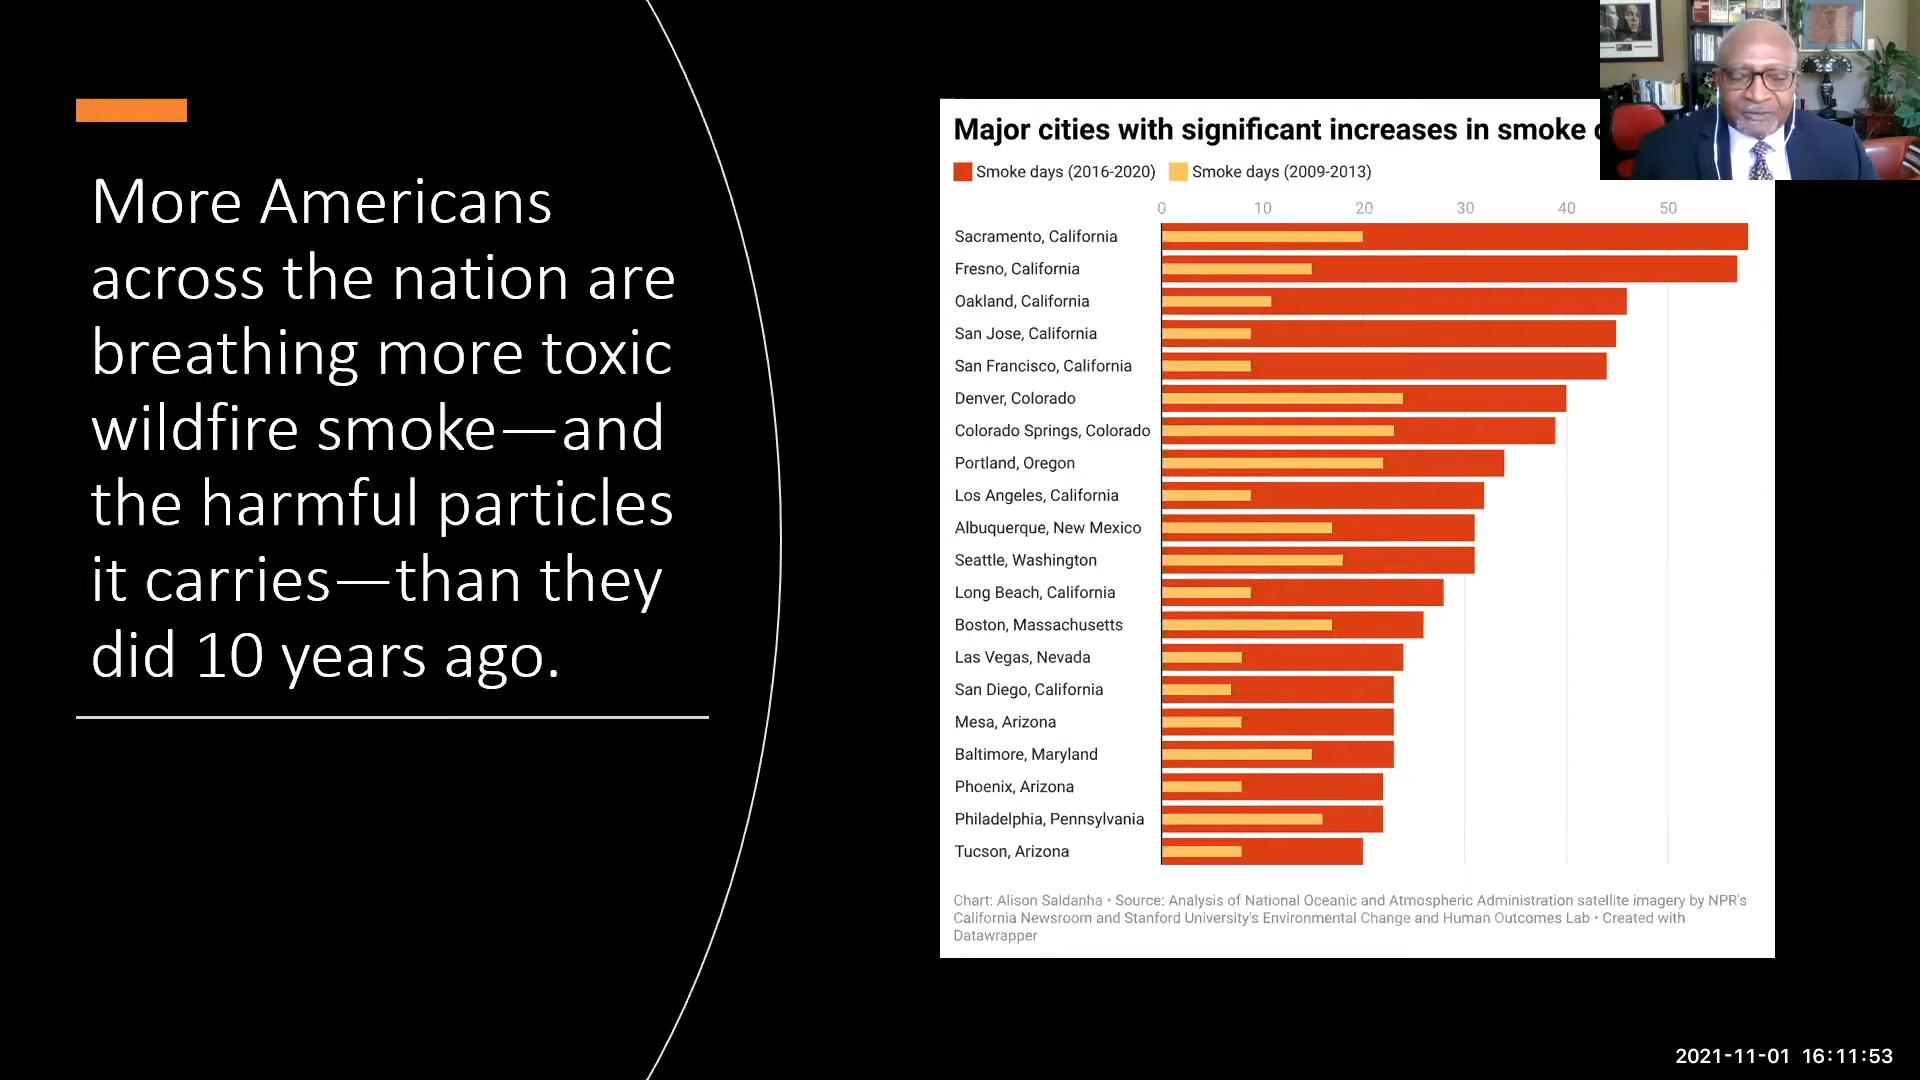 More Americans
across the nation are
breathing more toxic
wildfire smoke—and
the harmful particles
it carries—than they
did 10 years ago.
Major cities with significant increases in smoke
Smoke days (2016-2020) Smoke days (2009-2013)
0 10 20 30 40 50
Sacramento, California
Fresno, California
Oakland, California
San Jose, California
San Francisco, California
Denver, Colorado
Colorado Springs, Colorado
Portland, Oregon
Los Angeles, California
Albuquerque, New Mexico
Seattle, Washington
Long Beach, California
Boston, Massachusetts
Las Vegas, Nevada
San Diego, California
Mesa, Arizona
Baltimore, Maryland
Phoenix, Arizona
Philadelphia, Pennsylvania
Tucson, Arizona
Chart: Alison Saldanha • Source: Analysis of National Oceanic and Atmospheric Administration satellite imagery by NPR's
California Newsroom and Stanford University's Environmental Change and Human Outcomes Lab • Created with
Datawrapper
2021-11-01 16:11:53